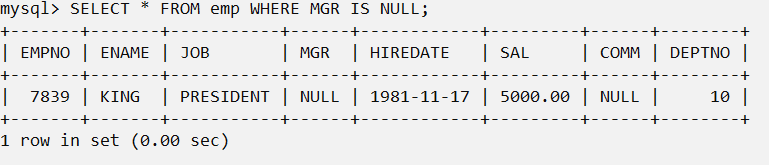 mysql> SELECT * FROM emp WHERE MGR IS NULL;
+-------+-------+-----------+------+------------+---------+------+--------+
| EMPNO | ENAME | JOB       | MGR  | HIREDATE   | SAL     | COMM | DEPTNO |
+-------+-------+-----------+------+------------+---------+------+--------+
|  7839 | KING  | PRESIDENT | NULL | 1981-11-17 | 5000.00 | NULL |     10 |
+-------+-------+-----------+------+------------+---------+------+--------+
1 row in set (0.00 sec)